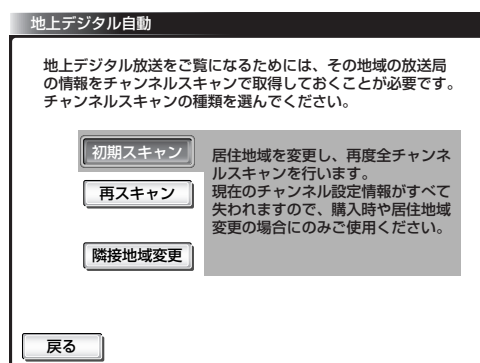 地上デジタル自動
地上デジタル放送をご覧になるためには、その地域の放送局
の情報をチャンネルスキャンで取得しておくことが必要です。
チャンネルスキャンの種類を選んでください。
初期スキャン
再スキャン
隣接地域変更
居住地域を変更し、再度全チャンネ
ルスキャンを行います。
現在のチャンネル設定情報がすべて
失われますので、購入時や居住地域
変更の場合にのみご使用ください。
戻る